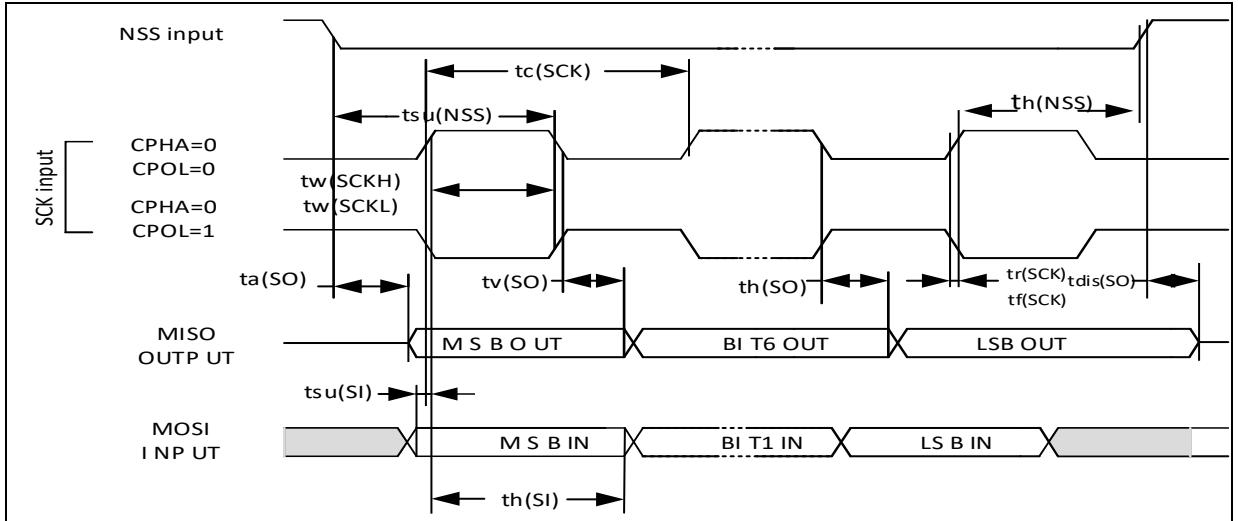 NSS input
tc(SCK)
tsu(NSS)
th(NSS)
SCK input
CPHA=0
CPOL=0
tw(SCKH)
CPHA=0
tw(SCKL)
CPOL=1
ta(SO)
tv(SO)
th(SO)
tr(SCK)
tdis(SO)
tf(SCK)
MISO
OUTP UT
M S B O UT
BI T6 OUT
LSB OUT
tsu(SI)
MOSI
I NP UT
M S B IN
BI T1 IN
LS B IN
th(SI)